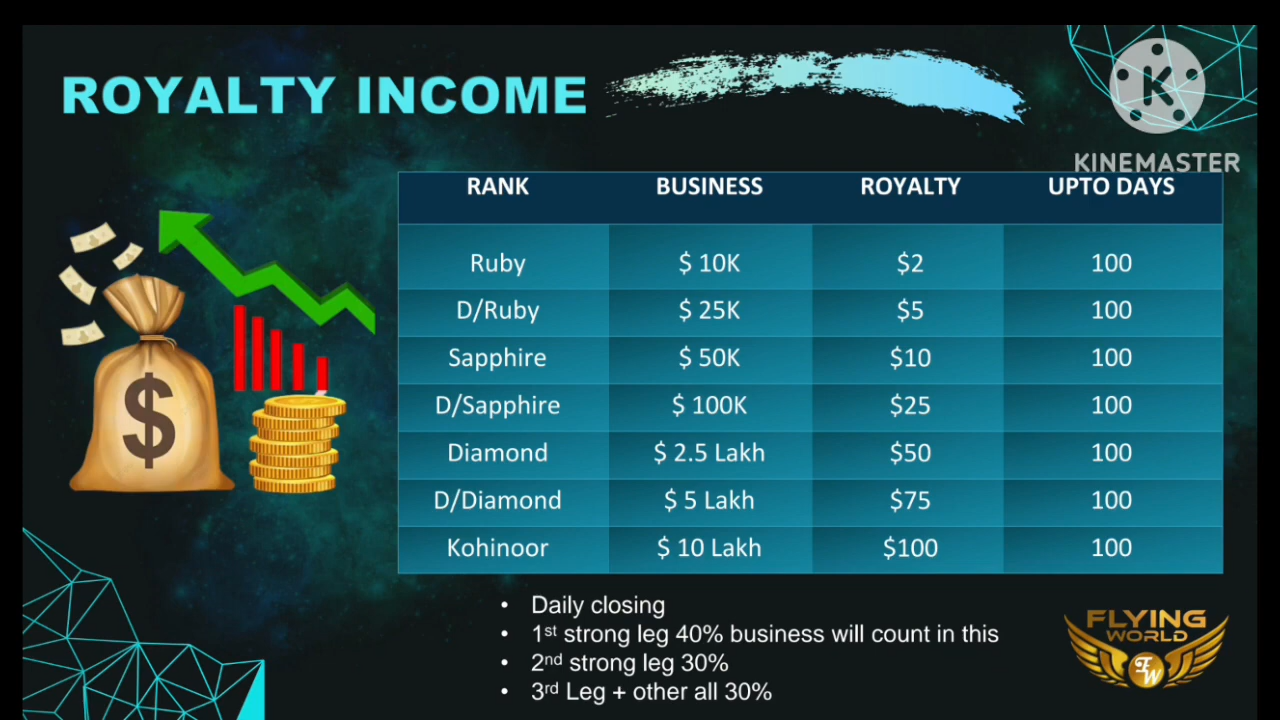 ROYALTY INCOME
K
KINEMASTER
RANK BUSINESS ROYALTY UPTO DAYS
Ruby $ 10K $2 100
D/Ruby $ 25K $5 100
Sapphire $ 50K $10 100
D/Sapphire $ 100K $25 100
Diamond $ 2.5 Lakh $50 100
D/Diamond $ 5 Lakh $75 100
Kohinoor $ 10 Lakh $100 100
$
• Daily closing
• 1st strong leg 40% business will count in this
• 2nd strong leg 30%
• 3rd Leg + other all 30%
FLYING
WORLD
FW